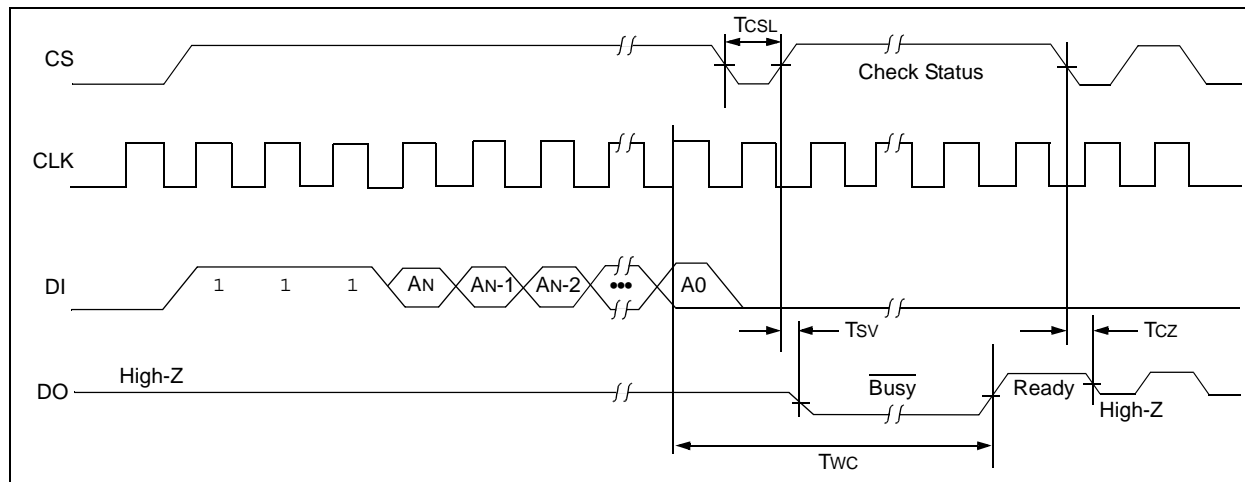 TCSL
CS
Check Status
CLK
DI
1 1 1 AN AN-1 AN-2 ••• A0
TSV
TCZ
DO
High-Z
Busy
Ready
High-Z
TWC